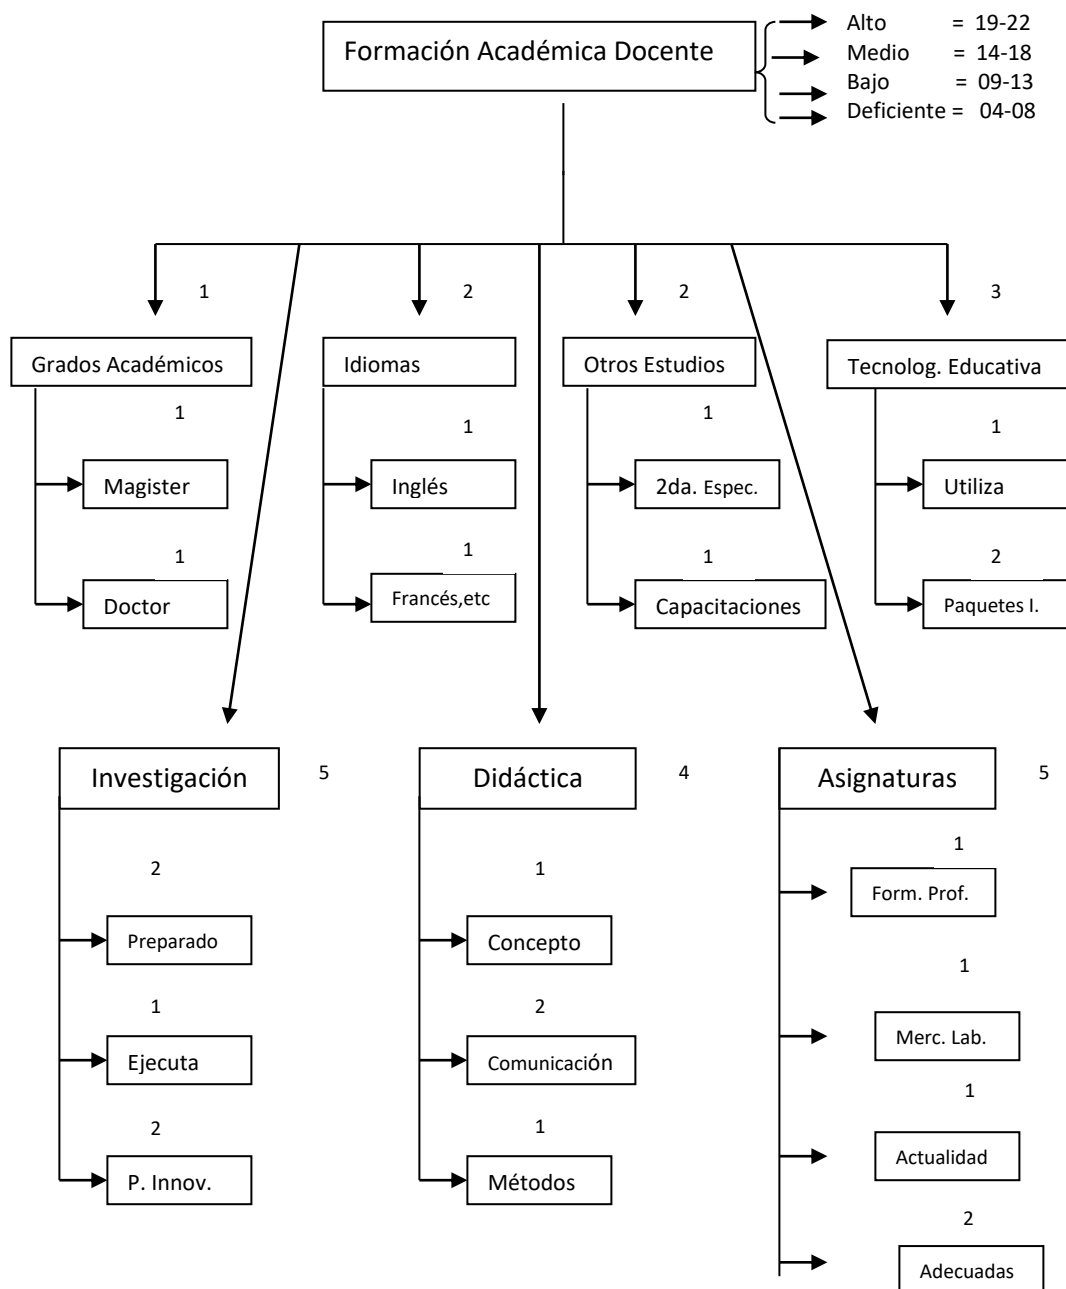 Formación Académica Docente
Alto = 19-22
Medio = 14-18
Bajo = 09-13
Deficiente = 04-08
1
2
2
3
Grados Académicos
Idiomas
Otros Estudios
Tecnolog. Educativa
1
1
1
1
Magister
Inglés
2da. Espec.
Utiliza
1
1
1
2
Doctor
Francés,etc
Capacitaciones
Paquetes I.
Investigación
5
Didáctica
4
Asignaturas
5
2
1
1
Preparado
Concepto
Form. Prof.
1
2
1
Ejecuta
Comunicación
Merc. Lab.
2
1
1
P. Innov.
Métodos
Actualidad
2
Adecuadas